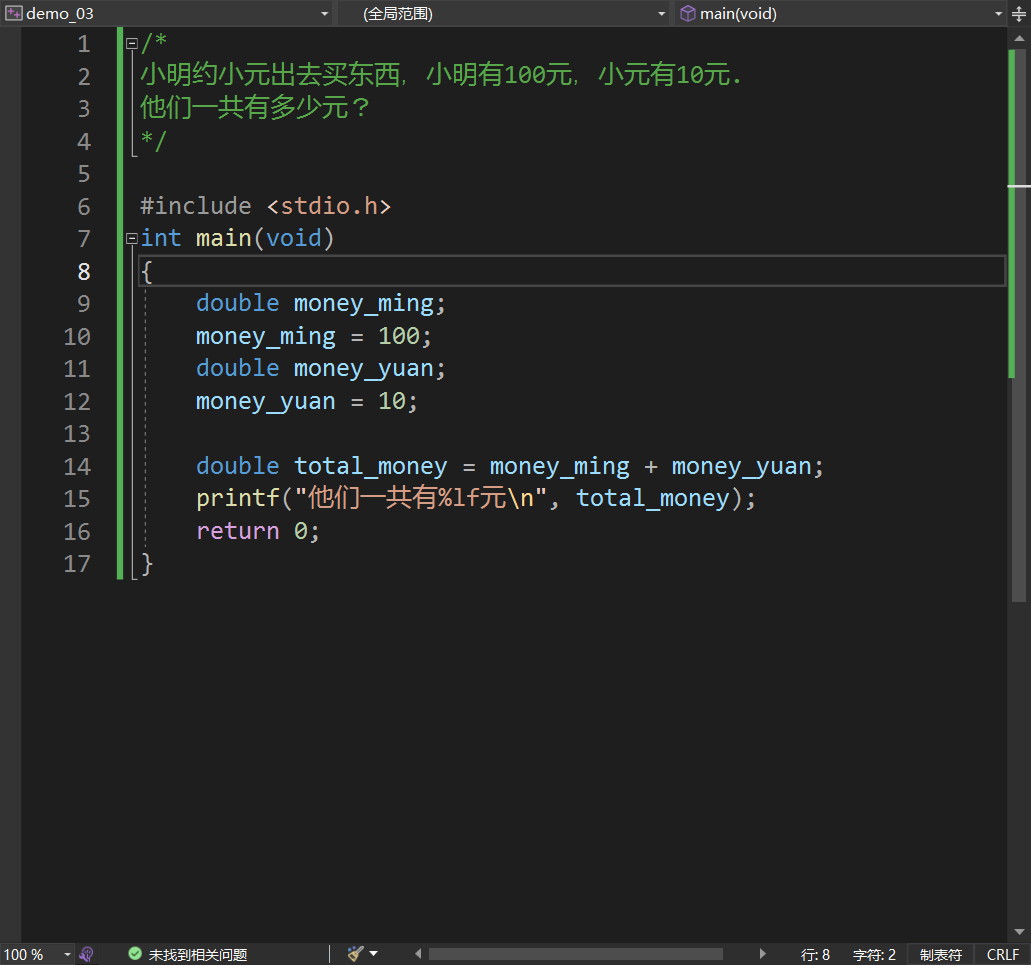 demo_03 (全局范围) main(void)
1 /*
2 小明约小元出去买东西, 小明有100元, 小元有10元.
3 他们一共有多少元？
4 */
5
6 #include <stdio.h>
7 int main(void)
8 {
9 double money_ming;
10 money_ming = 100;
11 double money_yuan;
12 money_yuan = 10;
13
14 double total_money = money_ming + money_yuan;
15 printf("他们一共有%lf元\n", total_money);
16 return 0;
17 }
100 % 未找到相关问题 行: 8 字符: 2 制表符 CRLF